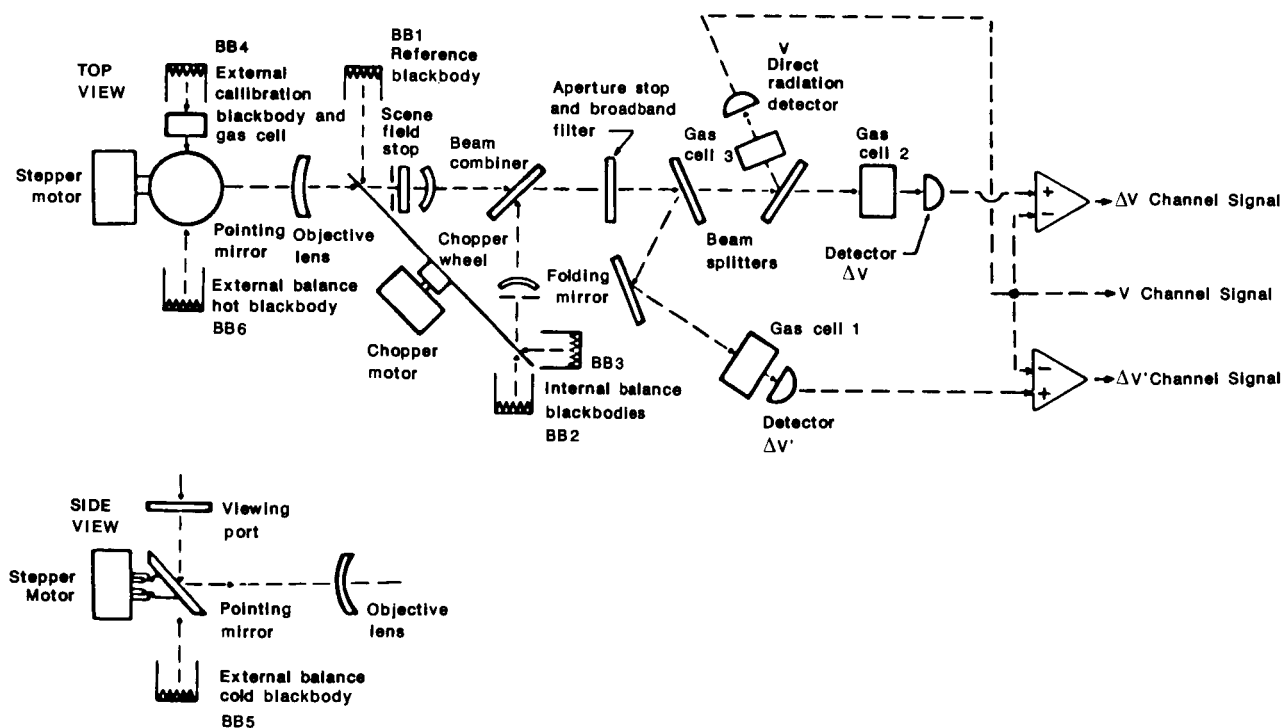 TOP
VIEW
BB4
External
callibration
blackbody and
gas cell
Stepper
motor
Pointing
mirror
External balance
hot blackbody
BB6
BB1
Reference
blackbody
Scene
field
stop
Objective
lens
Beam
combiner
Chopper
wheel
Chopper
motor
Folding
mirror
BB3
Internal balance
blackbodies
BB2
Aperture stop
and broadband
filter
V
Direct
radiation
detector
Gas
cell 3
Gas
cell 2
Beam
splitters
Detector
ΔV
Gas cell 1
Detector
ΔV'
+
−
ΔV Channel Signal
V Channel Signal
−
+
ΔV' Channel Signal
SIDE
VIEW
Viewing
port
Stepper
Motor
Pointing
mirror
Objective
lens
External balance
cold blackbody
BB5